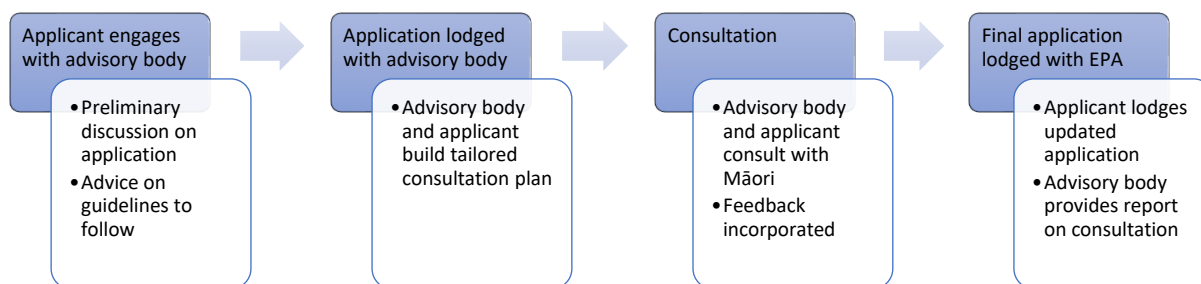 Applicant engages
with advisory body
•Preliminary
discussion on
application
•Advice on
guidelines to
follow
Application lodged
with advisory body
•Advisory body
and applicant
build tailored
consultation plan
Consultation
•Advisory body
and applicant
consult with
Māori
•Feedback
incorporated
Final application
lodged with EPA
•Applicant lodges
updated
application
•Advisory body
provides report
on consultation